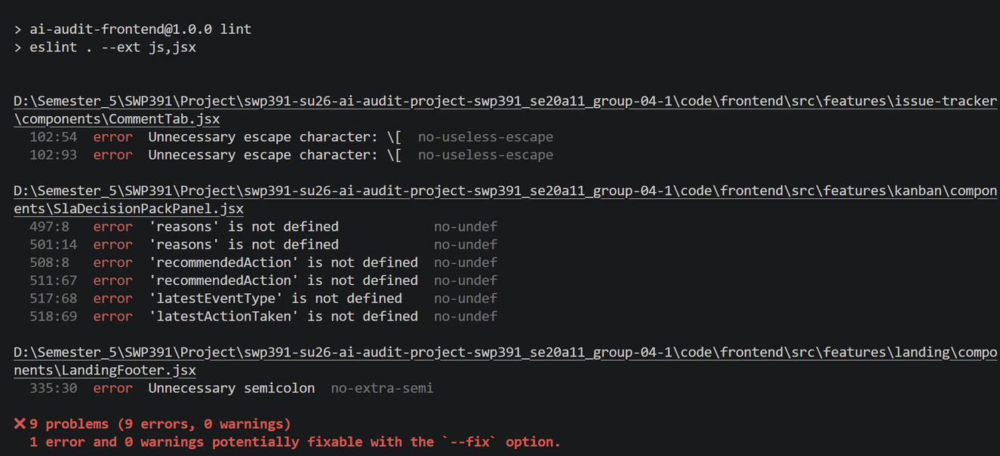 > ai-audit-frontend@1.0.0 lint
> eslint . --ext js,jsx
D:\Semester_5\SWP391\Project\swp391-su26-ai-audit-project-swp391_se20a11_group-04-1\code\frontend\src\features\issue-tracker
\components\CommentTab.jsx
102:54 error Unnecessary escape character: \[ no-useless-escape
102:93 error Unnecessary escape character: \[ no-useless-escape
D:\Semester_5\SWP391\Project\swp391-su26-ai-audit-project-swp391_se20a11_group-04-1\code\frontend\src\features\kanban\compon
ents\SlaDecisionPackPanel.jsx
497:8 error 'reasons' is not defined no-undef
501:14 error 'reasons' is not defined no-undef
508:8 error 'recommendedAction' is not defined no-undef
511:67 error 'recommendedAction' is not defined no-undef
517:68 error 'latestEventType' is not defined no-undef
518:69 error 'latestActionTaken' is not defined no-undef
D:\Semester_5\SWP391\Project\swp391-su26-ai-audit-project-swp391_se20a11_group-04-1\code\frontend\src\features\landing\compo
nents\LandingFooter.jsx
335:30 error Unnecessary semicolon no-extra-semi
❌9 problems (9 errors, 0 warnings)
1 error and 0 warnings potentially fixable with the `--fix` option.